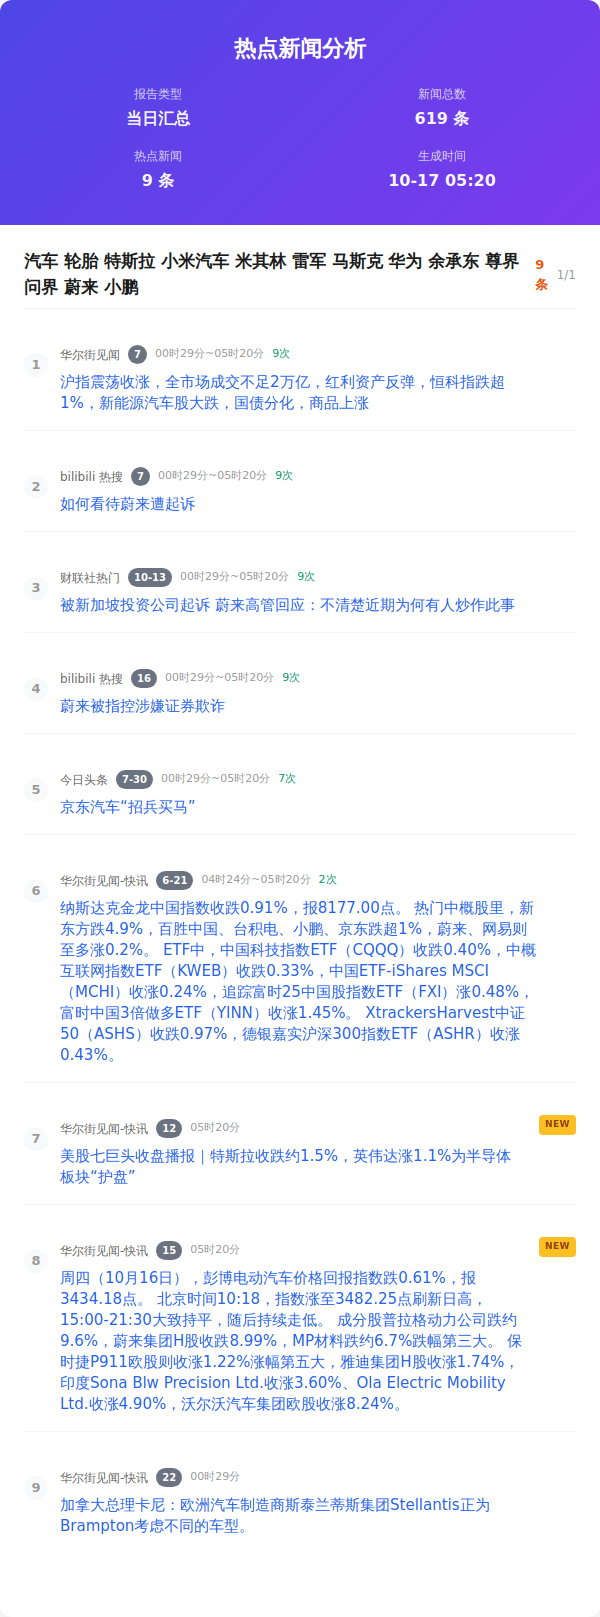 热点新闻分析
报告类型
当日汇总
新闻总数
619 条
热点新闻
9 条
生成时间
10-17 05:20
汽车 轮胎 特斯拉 小米汽车 米其林 雷军 马斯克 华为 余承东 尊界
问界 蔚来 小鹏
9
条
1/1
1
华尔街见闻 7 00时29分~05时20分 9次
沪指震荡收涨，全市场成交不足2万亿，红利资产反弹，恒科指跌超
1%，新能源汽车股大跌，国债分化，商品上涨
2
bilibili 热搜 7 00时29分~05时20分 9次
如何看待蔚来遭起诉
3
财联社热门 10-13 00时29分~05时20分 9次
被新加坡投资公司起诉 蔚来高管回应：不清楚近期为何有人炒作此事
4
bilibili 热搜 16 00时29分~05时20分 9次
蔚来被指控涉嫌证券欺诈
5
今日头条 7-30 00时29分~05时20分 7次
京东汽车“招兵买马”
6
华尔街见闻-快讯 6-21 04时24分~05时20分 2次
纳斯达克金龙中国指数收跌0.91%，报8177.00点。 热门中概股里，新
东方跌4.9%，百胜中国、台积电、小鹏、京东跌超1%，蔚来、网易则
至多涨0.2%。 ETF中，中国科技指数ETF（CQQQ）收跌0.40%，中概
互联网指数ETF（KWEB）收跌0.33%，中国ETF-iShares MSCI
（MCHI）收涨0.24%，追踪富时25中国股指数ETF（FXI）涨0.48%，
富时中国3倍做多ETF（YINN）收涨1.45%。 XtrackersHarvest中证
50（ASHS）收跌0.97%，德银嘉实沪深300指数ETF（ASHR）收涨
0.43%。
7
华尔街见闻-快讯 12 05时20分
NEW
美股七巨头收盘播报｜特斯拉收跌约1.5%，英伟达涨1.1%为半导体
板块“护盘”
8
华尔街见闻-快讯 15 05时20分
NEW
周四（10月16日），彭博电动汽车价格回报指数跌0.61%，报
3434.18点。 北京时间10:18，指数涨至3482.25点刷新日高，
15:00-21:30大致持平，随后持续走低。 成分股普拉格动力公司跌约
9.6%，蔚来集团H股收跌8.99%，MP材料跌约6.7%跌幅第三大。 保
时捷P911欧股则收涨1.22%涨幅第五大，雅迪集团H股收涨1.74%，
印度Sona Blw Precision Ltd.收涨3.60%、Ola Electric Mobility
Ltd.收涨4.90%，沃尔沃汽车集团欧股收涨8.24%。
9
华尔街见闻-快讯 22 00时29分
加拿大总理卡尼：欧洲汽车制造商斯泰兰蒂斯集团Stellantis正为
Brampton考虑不同的车型。